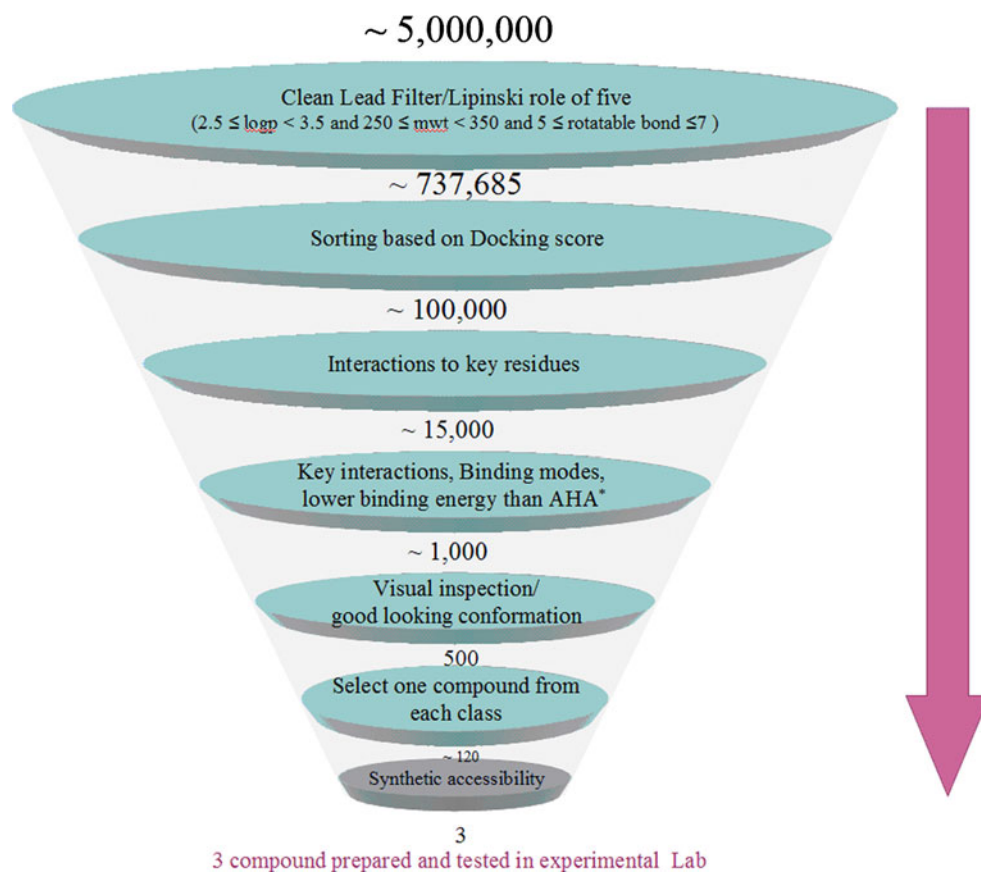 ~ 5,000,000
Clean Lead Filter/Lipinski role of five
(2.5 ≤ logp < 3.5 and 250 ≤ mwt < 350 and 5 ≤ rotatable bond ≤7 )
~ 737,685
Sorting based on Docking score
~ 100,000
Interactions to key residues
~ 15,000
Key interactions, Binding modes,
lower binding energy than AHA*
~ 1,000
Visual inspection/
good looking conformation
500
Select one compound from
each class
~ 120
Synthetic accessibility
3
3 compound prepared and tested in experimental Lab